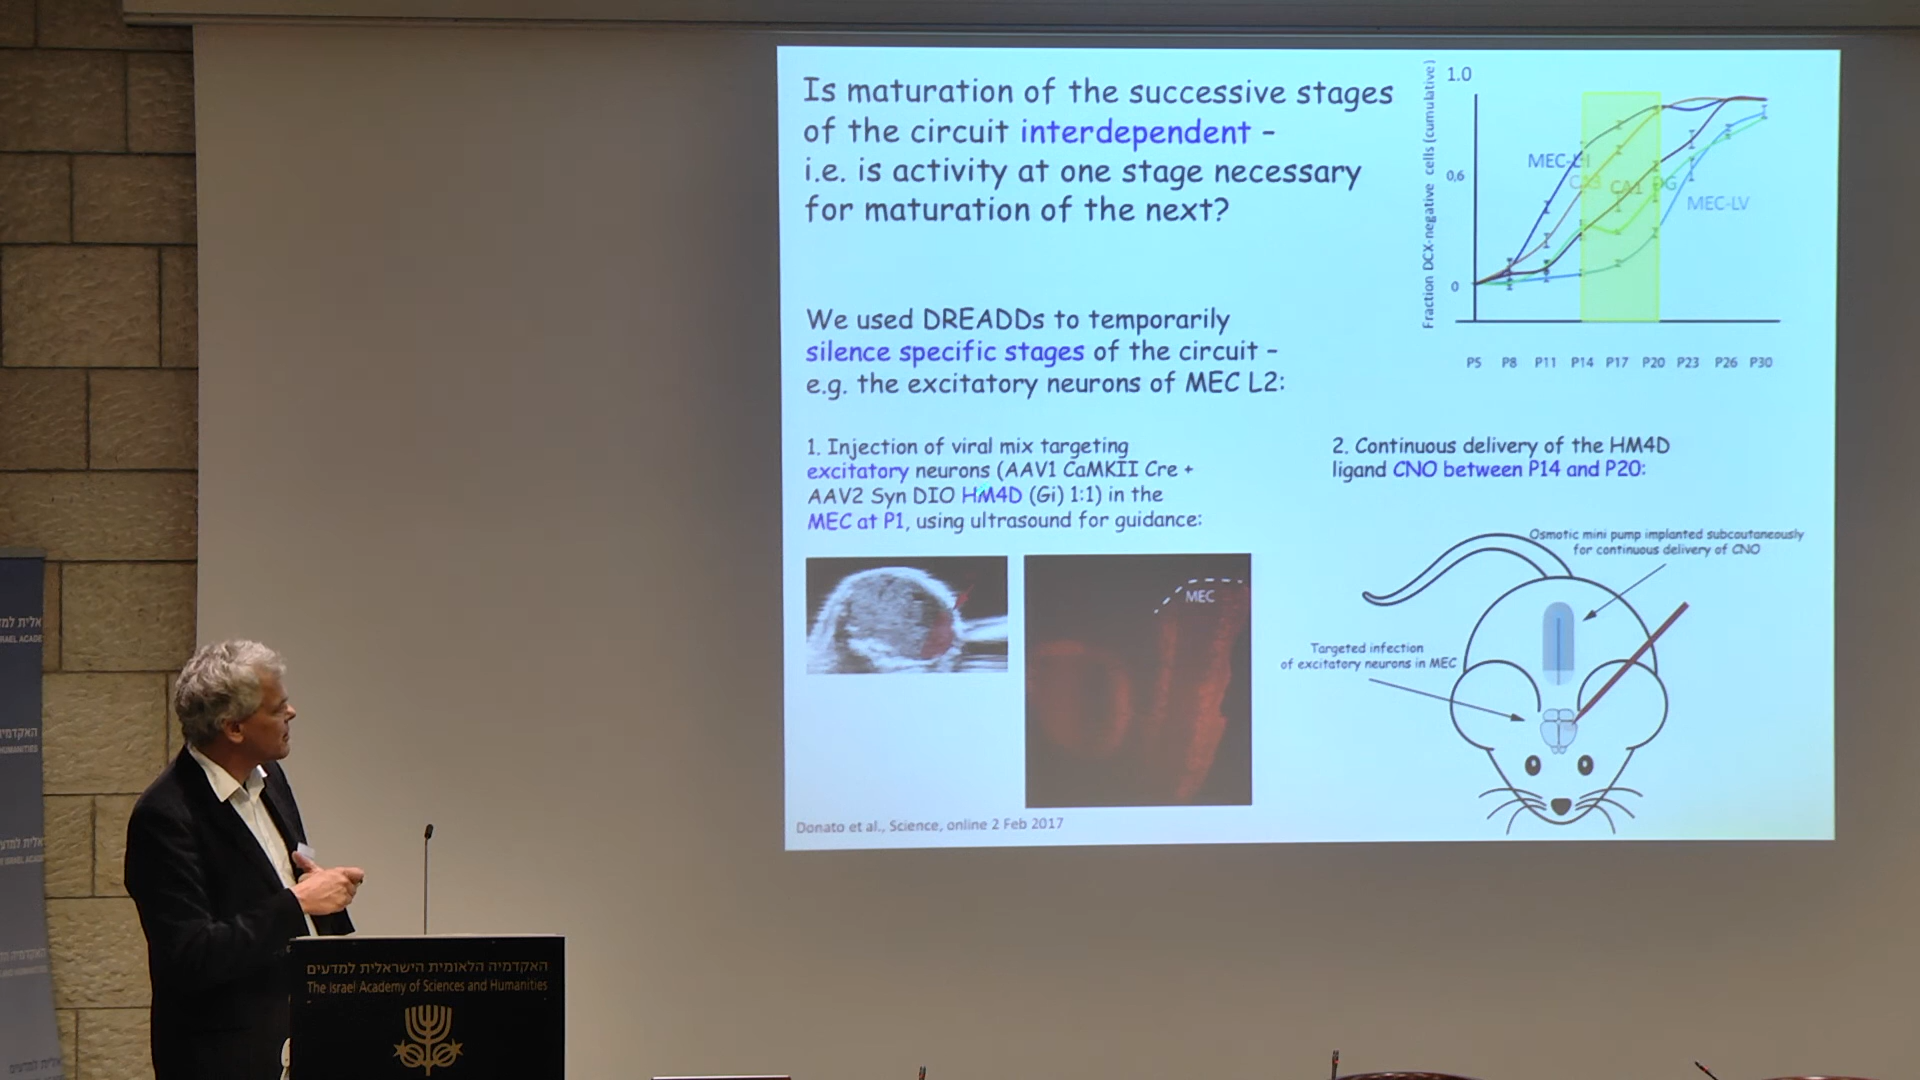 Is maturation of the successive stages
of the circuit interdependent –
i.e. is activity at one stage necessary
for maturation of the next?
We used DREADDs to temporarily
silence specific stages of the circuit –
e.g. the excitatory neurons of MEC L2:
1. Injection of viral mix targeting
excitatory neurons (AAV1 CaMKII Cre +
AAV2 Syn DIO HM4D (Gi) 1:1) in the
MEC at P1, using ultrasound for guidance:
MEC
Donato et al., Science, online 2 Feb 2017
Fraction DCX-negative cells (cumulative)
1.0
0,6
0
MEC-LII
CA3
CA1
DG
MEC-LV
P5 P8 P11 P14 P17 P20 P23 P26 P30
2. Continuous delivery of the HM4D
ligand CNO between P14 and P20:
Osmotic mini pump implanted subcoutaneously
for continuous delivery of CNO
Targeted infection
of excitatory neurons in MEC
האקדמיה הלאומית הישראלית למדעים
The Israel Academy of Sciences and Humanities